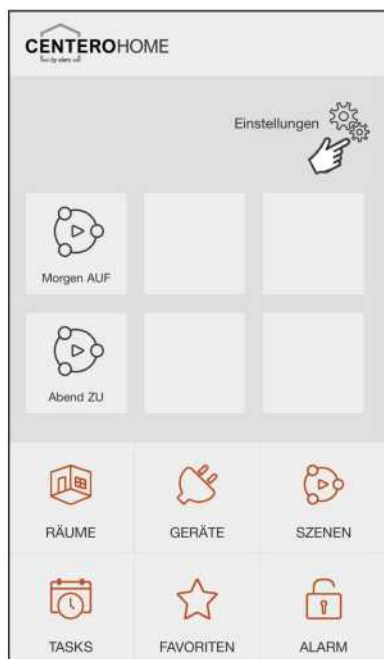 CENTEROHOME
Einstellungen
Morgen AUF
Abend ZU
RÄUME GERÄTE SZENEN
TASKS FAVORITEN ALARM